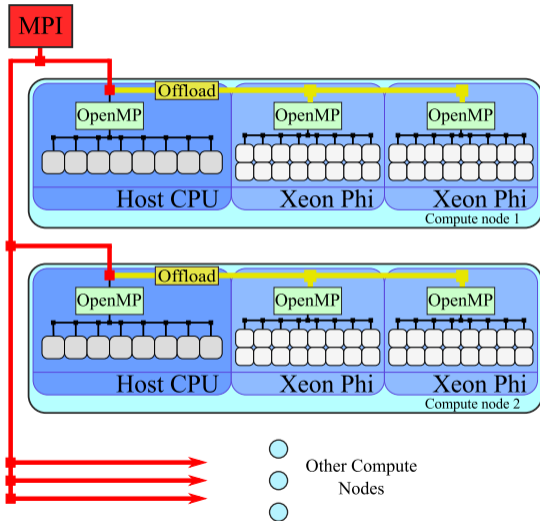 MPI
Offload
OpenMP
OpenMP
OpenMP
Host CPU
Xeon Phi
Xeon Phi
Compute node 1
Offload
OpenMP
OpenMP
OpenMP
Host CPU
Xeon Phi
Xeon Phi
Compute node 2
Other Compute
Nodes